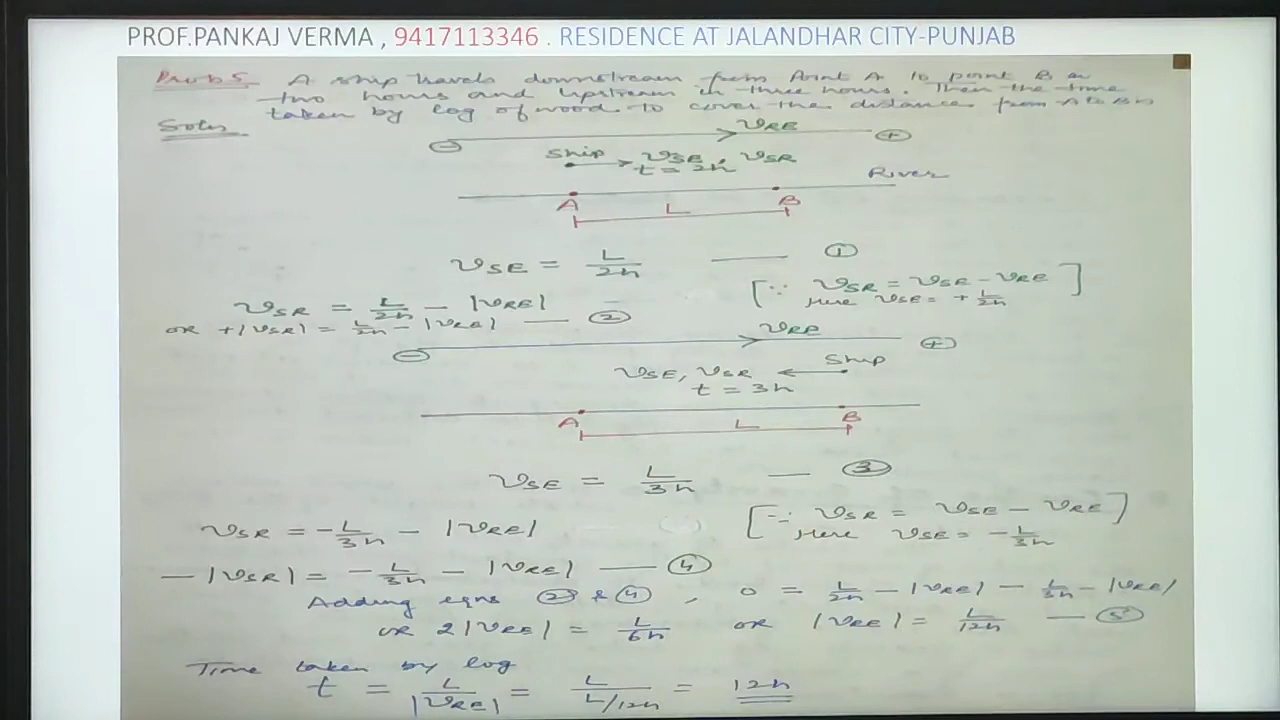 PROF.PANKAJ VERMA , 9417113346 . RESIDENCE AT JALANDHAR CITY-PUNJAB
Prob 5 A ship travels downstream from Point A to point B in
two hours and upstream in three hours. Then the time
taken by log of wood to cover the distance from A to B is
Soln
− vRE +
Ship vSE , vSR
t = 2h
River
A B
L
vSE = L/2h — ①
vSR = L/2h − |vRE| [∵ vSR = vSE − vRE]
Here vSE = + L/2h
or +|vSR| = L/2h − |vRE| — ②
− vRE +
Ship
vSE, vSR
t = 3h
A B
L
vSE = L/3h — ③
vSR = −L/3h − |vRE| [∵ vSR = vSE − vRE]
Here vSE = − L/3h
− |vSR| = − L/3h − |vRE| — ④
Adding eqns ② & ④ , 0 = L/2h − |vRE| − L/3h − |vRE|
or 2|vRE| = L/6h or |vRE| = L/12h — ⑤
Time taken by log
t = L/|vRE| = L/L/12h = 12h